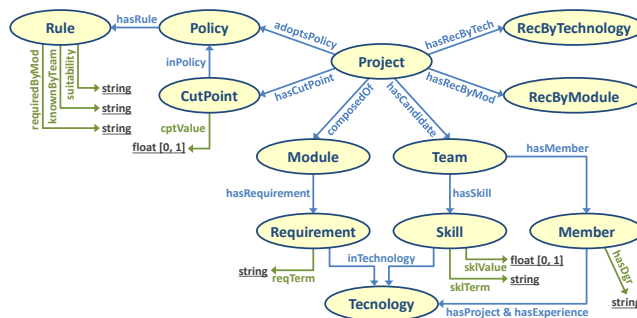 Rule
hasRule
Policy
adoptsPolicy
hasRecByTech
RecByTechnology
Project
requiredByMod
knownByTeam
suitability
inPolicy
string
string
string
CutPoint
hasCutPoint
hasRecByMod
RecByModule
cptValue
float [0, 1]
composedOf
hasCandidate
Module
Team
hasMember
hasRequirement
hasSkill
Requirement
Skill
Member
string
reqTerm
inTechnology
sklValue
float [0, 1]
sklTerm
string
hasDgr
string
Tecnology
hasProject & hasExperience